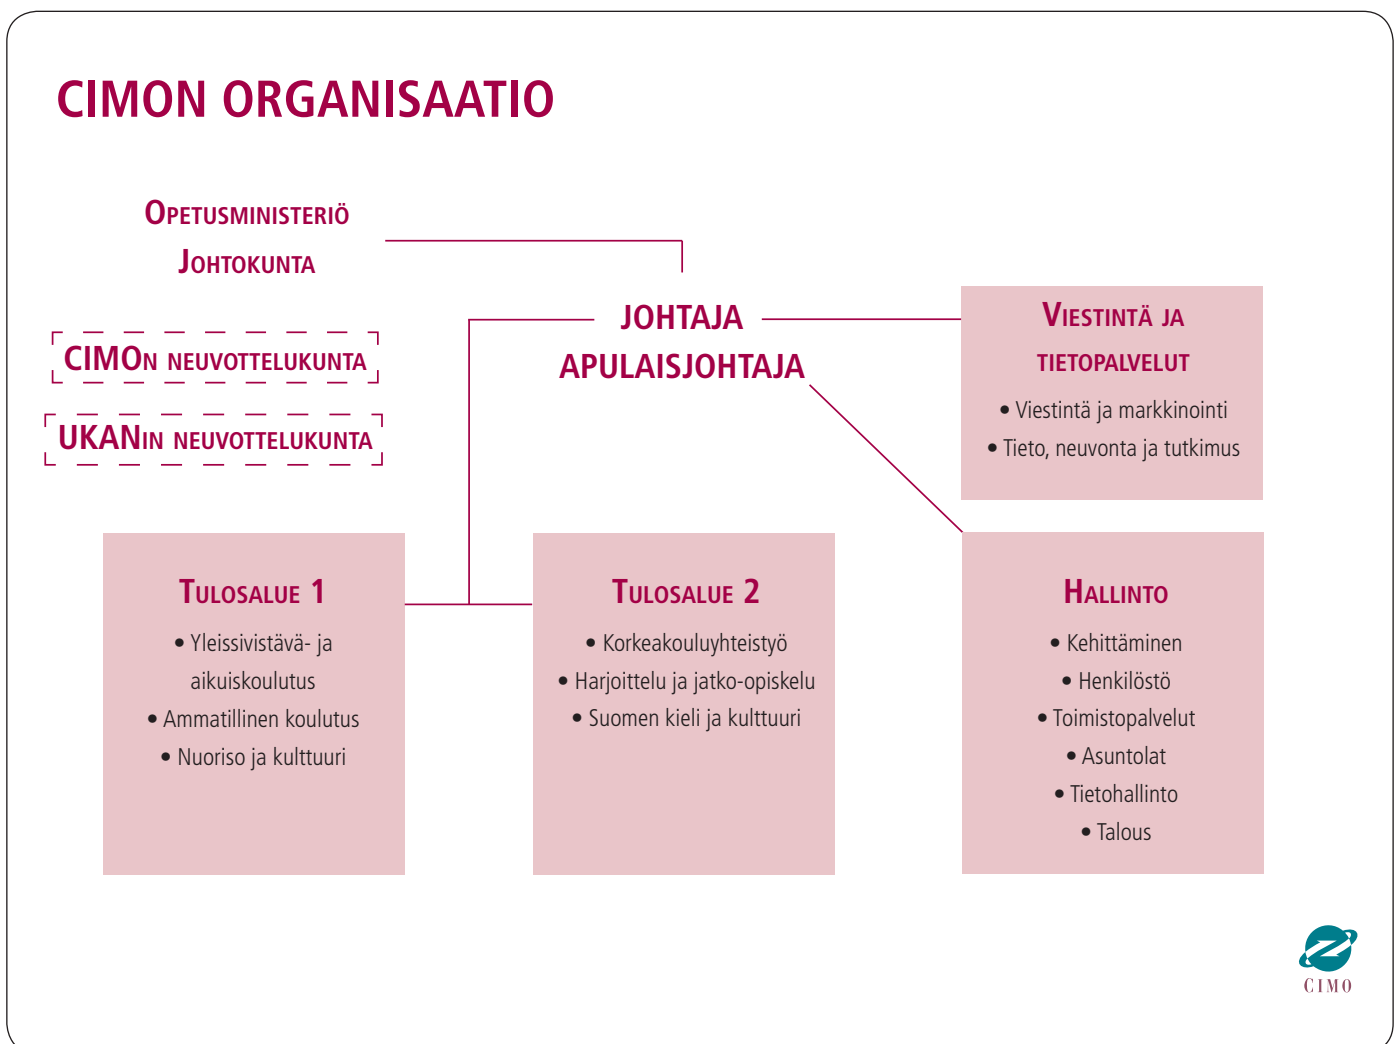 CIMON ORGANISAATIO
OPETUSMINISTERIÖ
JOHTOKUNTA
CIMON NEUVOTTELUKUNTA
UKANIN NEUVOTTELUKUNTA
JOHTAJA
APULAISJOHTAJA
VIESTINTÄ JA
TIETOPALVELUT
• Viestintä ja markkinointi
• Tieto, neuvonta ja tutkimus
TULOSALUE 1
• Yleissivistävä- ja
aikuiskoulutus
• Ammatillinen koulutus
• Nuoriso ja kulttuuri
TULOSALUE 2
• Korkeakouluyhteistyö
• Harjoittelu ja jatko-opiskelu
• Suomen kieli ja kulttuuri
HALLINTO
• Kehittäminen
• Henkilöstö
• Toimistopalvelut
• Asuntolat
• Tietohallinto
• Talous
CIMO